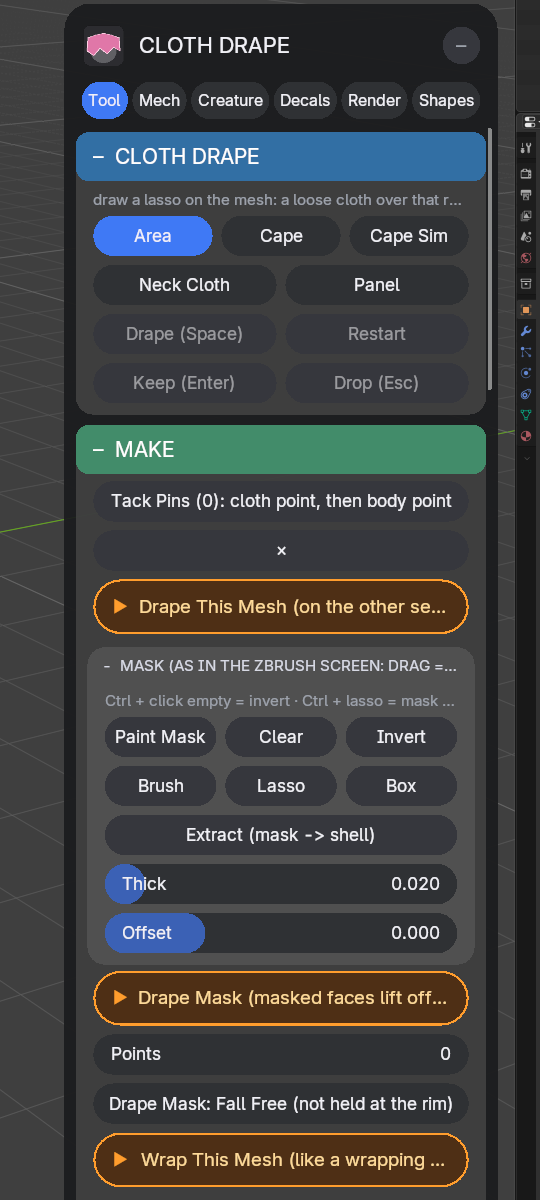 CLOTH DRAPE
–
Tool Mech Creature Decals Render Shapes
– CLOTH DRAPE
draw a lasso on the mesh: a loose cloth over that r...
Area Cape Cape Sim
Neck Cloth Panel
Drape (Space) Restart
Keep (Enter) Drop (Esc)
– MAKE
Tack Pins (0): cloth point, then body point
×
Drape This Mesh (on the other se...
- MASK (AS IN THE ZBRUSH SCREEN: DRAG =...
Ctrl + click empty = invert · Ctrl + lasso = mask ...
Paint Mask Clear Invert
Brush Lasso Box
Extract (mask -> shell)
Thick 0.020
Offset 0.000
Drape Mask (masked faces lift off...
Points 0
Drape Mask: Fall Free (not held at the rim)
Wrap This Mesh (like a wrapping ...